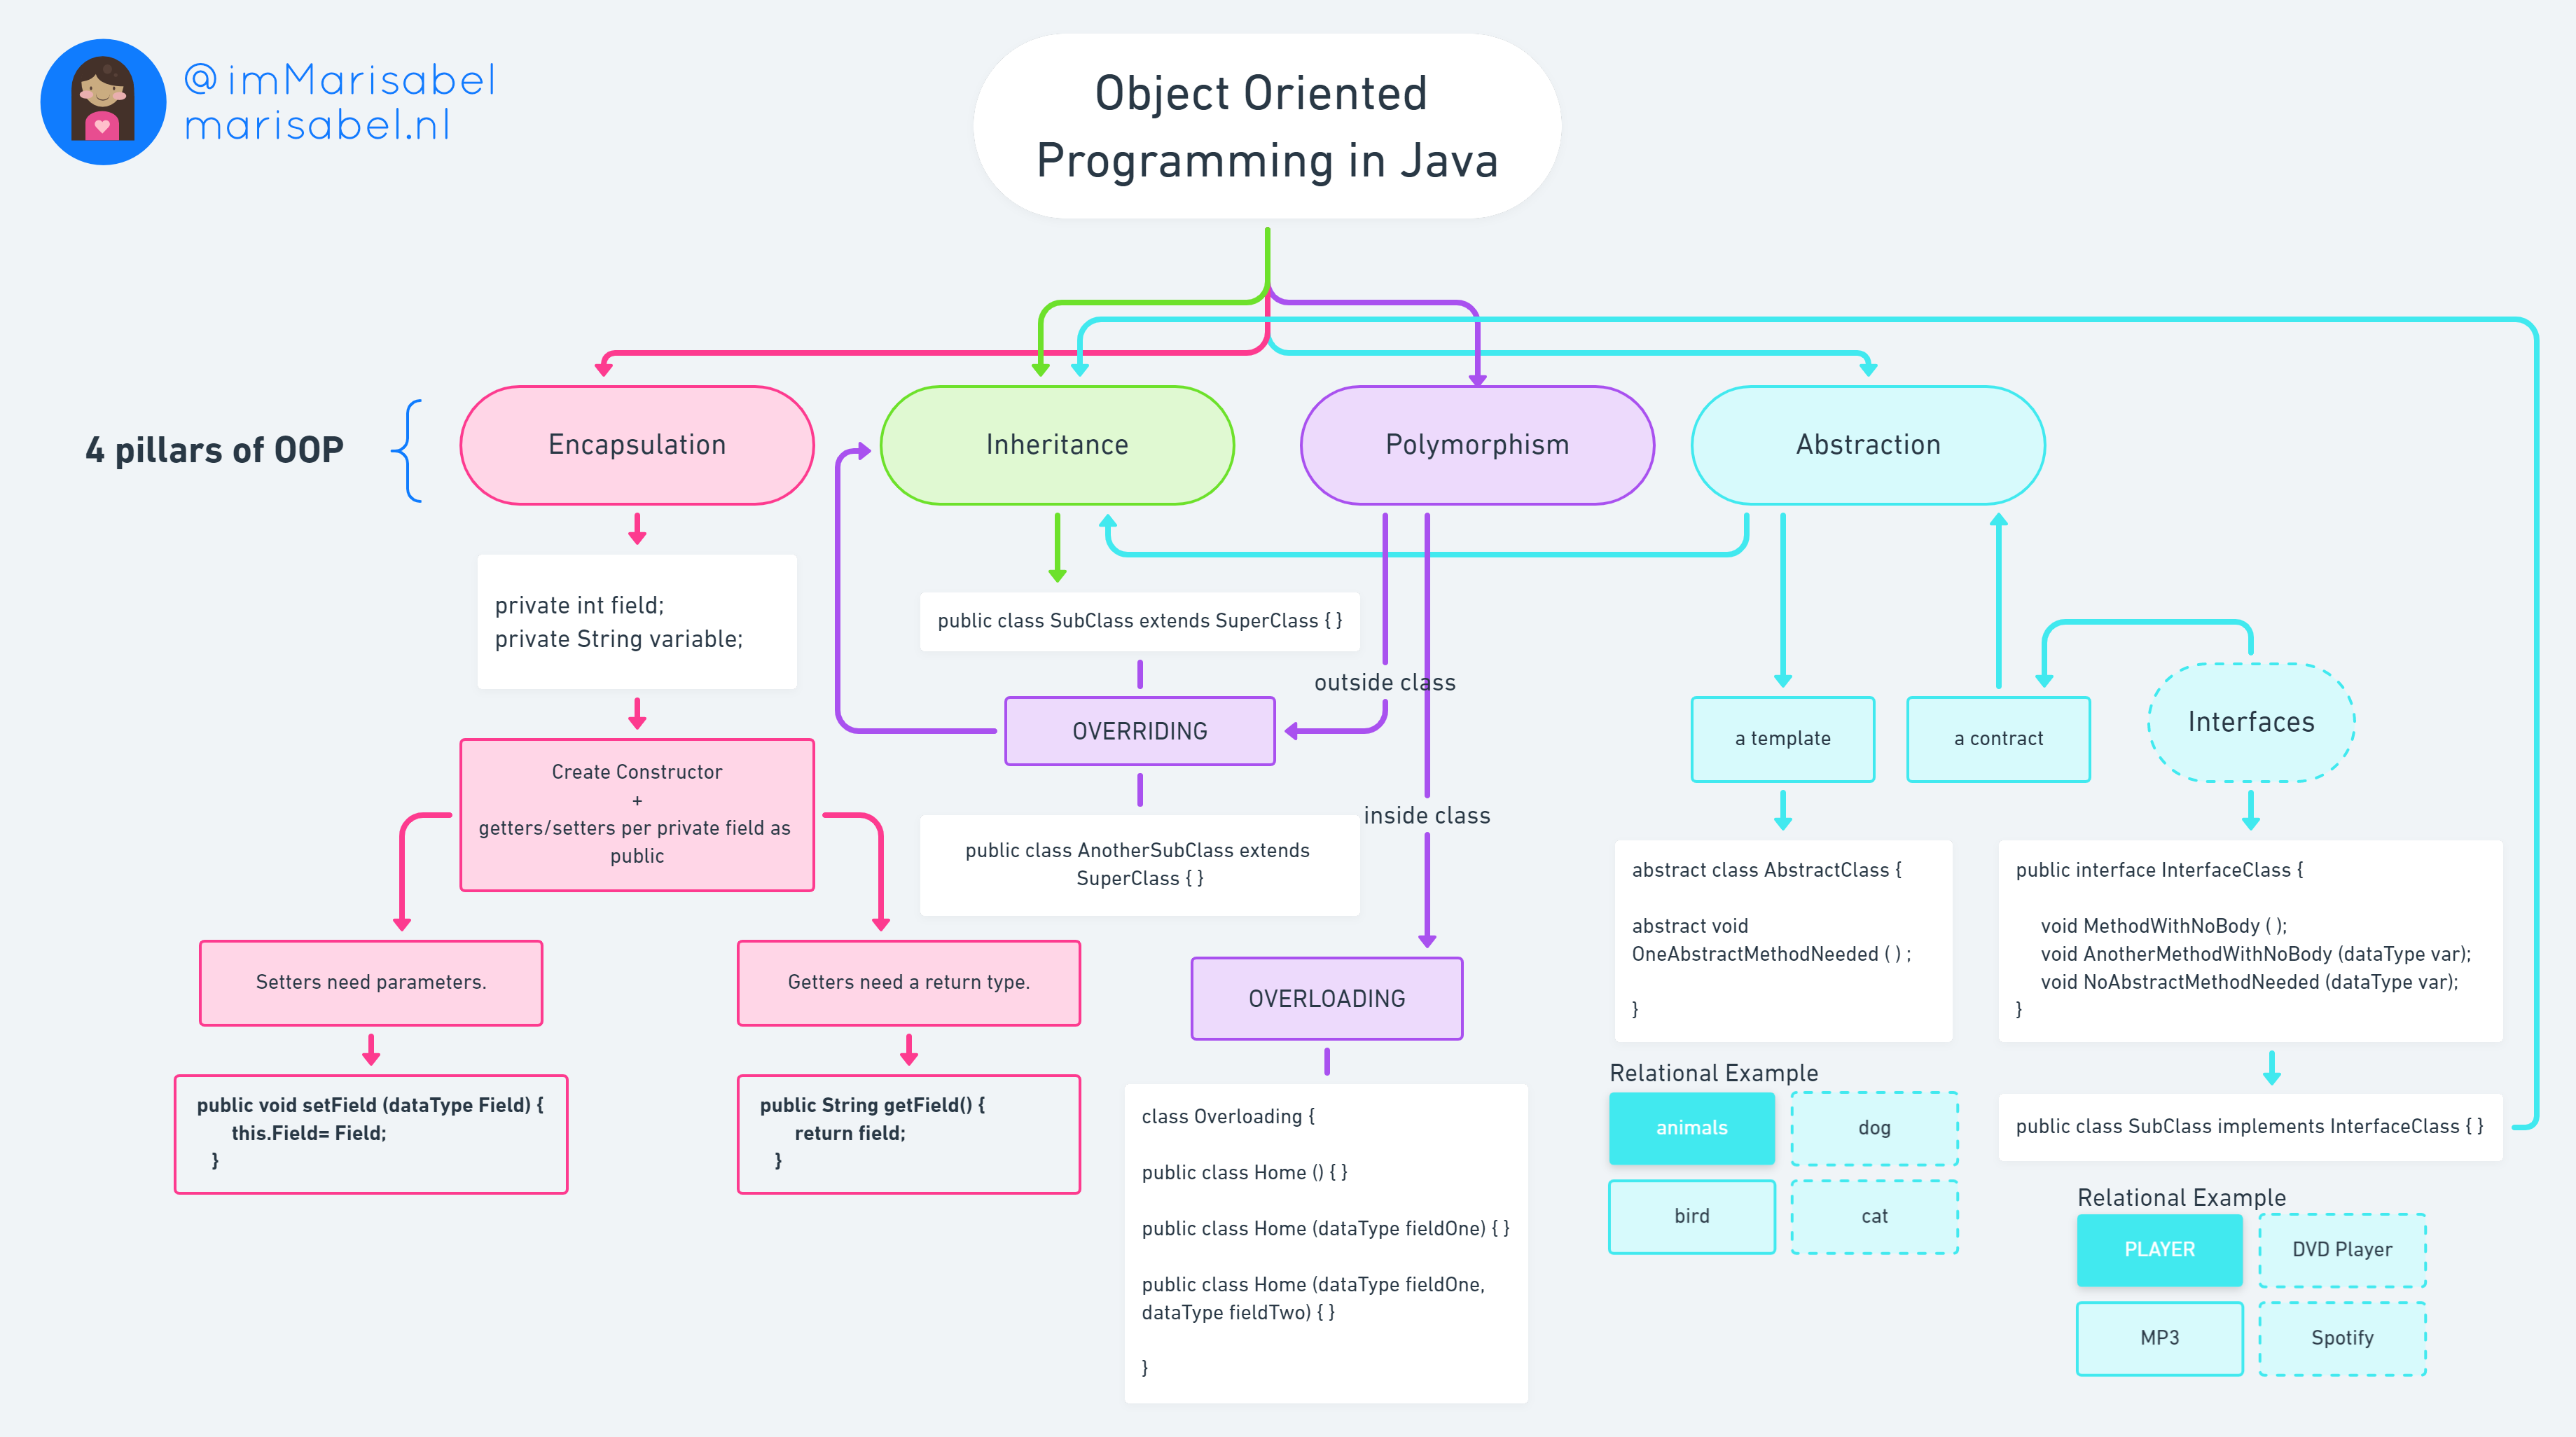 @imMarisabel
marisabel.nl
Object Oriented
Programming in Java
4 pillars of OOP
Encapsulation
Inheritance
Polymorphism
Abstraction
private int field;
private String variable;
Create Constructor
+
getters/setters per private field as
public
Setters need parameters.
Getters need a return type.
public void setField (dataType Field) {
this.Field= Field;
}
public String getField() {
return field;
}
public class SubClass extends SuperClass { }
outside class
OVERRIDING
inside class
public class AnotherSubClass extends
SuperClass { }
OVERLOADING
class Overloading {
public class Home () { }
public class Home (dataType fieldOne) { }
public class Home (dataType fieldOne,
dataType fieldTwo) { }
}
a template
a contract
Interfaces
abstract class AbstractClass {
abstract void
OneAbstractMethodNeeded ( ) ;
}
Relational Example
animals
dog
bird
cat
public interface InterfaceClass {
void MethodWithNoBody ( );
void AnotherMethodWithNoBody (dataType var);
void NoAbstractMethodNeeded (dataType var);
}
public class SubClass implements InterfaceClass { }
Relational Example
PLAYER
DVD Player
MP3
Spotify